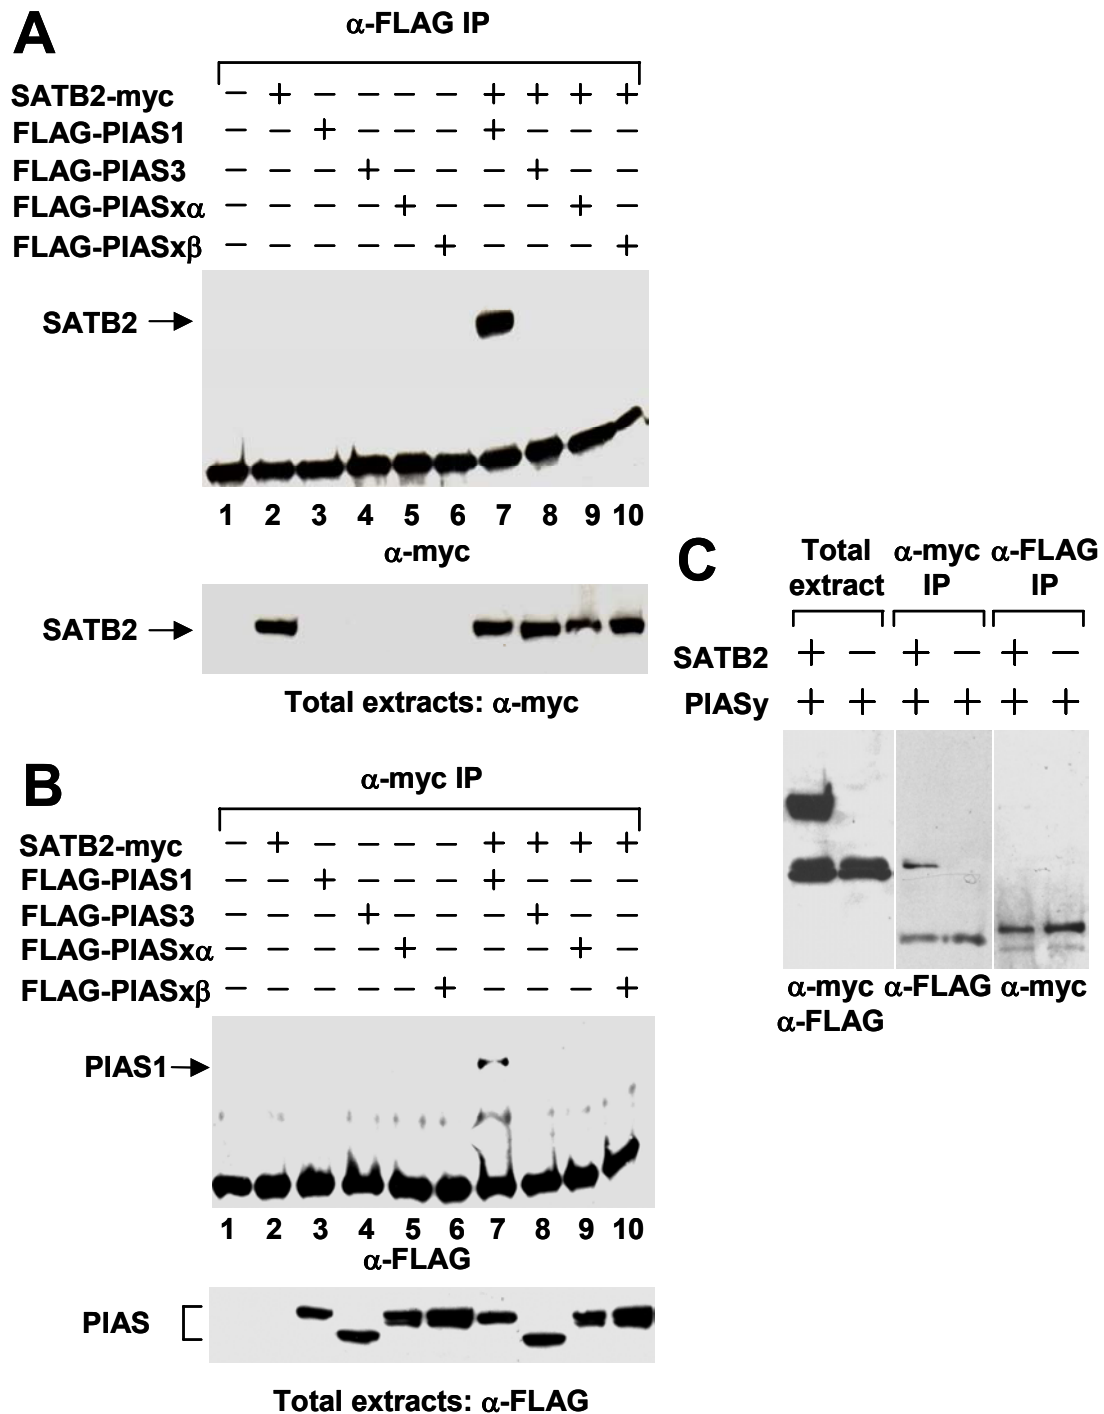 A
α-FLAG IP
SATB2-myc − + − − − − + + + +
FLAG-PIAS1 − − + − − − + − − −
FLAG-PIAS3 − − − + − − − + − −
FLAG-PIASxα − − − − + − − − + −
FLAG-PIASxβ − − − − − + − − − +
SATB2
1 2 3 4 5 6 7 8 9 10
α-myc
SATB2
Total extracts: α-myc
B
α-myc IP
SATB2-myc − + − − − − + + + +
FLAG-PIAS1 − − + − − − + − − −
FLAG-PIAS3 − − − + − − − + − −
FLAG-PIASxα − − − − + − − − + −
FLAG-PIASxβ − − − − − + − − − +
PIAS1
1 2 3 4 5 6 7 8 9 10
α-FLAG
PIAS
Total extracts: α-FLAG
C
Total α-myc α-FLAG
extract IP IP
SATB2 + − + − + −
PIASy + + + + + +
α-myc α-FLAG α-myc
α-FLAG